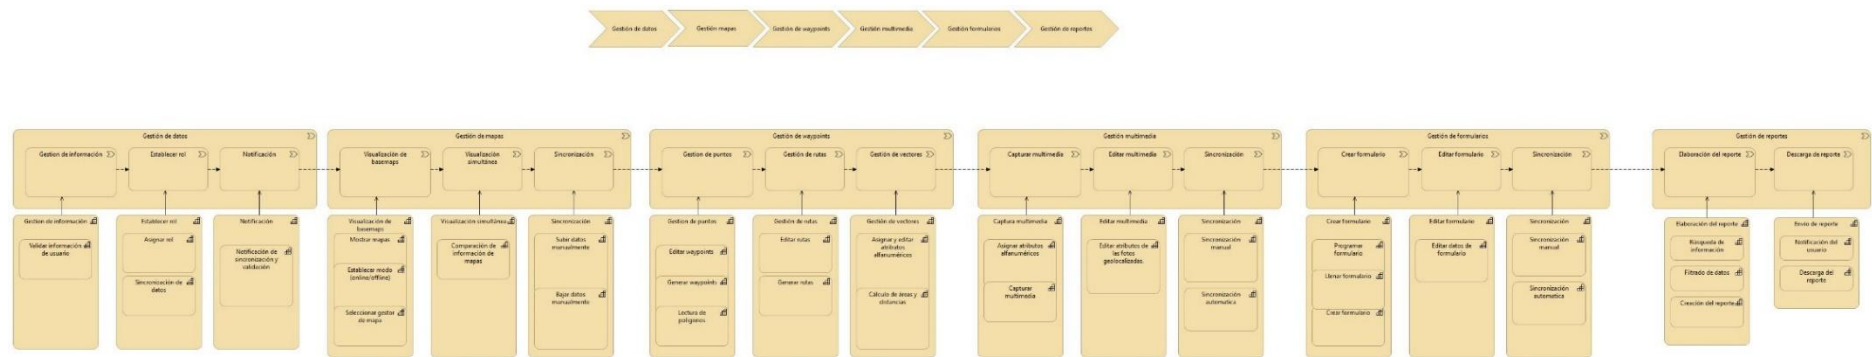 Gestión de datos
Gestión mapas
Gestión de waypoints
Gestión multimedia
Gestión formularios
Gestión de reportes
Gestión de datos
Gestion de información
Establecer rol
Notificación
Gestión de mapas
Visualización de
basemaps
Visualización
simultánea
Sincronización
Gestión de waypoints
Gestion de puntos
Gestión de rutas
Gestión de vectores
Gestión multimedia
Capturar multimedia
Editar multimedia
Sincronización
Gestión de formularios
Crear formulario
Editar formulario
Sincronización
Gestión de reportes
Elaboración del reporte
Descarga de reporte
Gestion de información
Validar información
de usuario
Establecer rol
Asignar rol
Sincronización de
datos
Notificación
Notificación de
sincronización y
validación
Visualización de
basemaps
Mostrar mapas
Establecer modo
(online/offline)
Seleccionar gestor
de mapa
Visualización simultánea
Comparación de
información de
mapas
Sincronización
Subir datos
manualmente
Bajar datos
manualmente
Gestion de puntos
Editar waypoints
Generar waypoints
Lectura de
polígonos
Gestión de rutas
Editar rutas
Generar rutas
Gestión de vectores
Asignar y editar
atributos
alfanuméricos
Calculo de áreas y
distancias
Captura multimedia
Asignar atributos
alfanuméricos
Capturar
multimedia
Editar multimedia
Editar atributos de
las fotos
geolocalizadas.
Sincronización
Sincronización
manual
Sincronización
automatica
Crear formulario
Programar
formulario
Llenar formulario
Crear formulario
Editar formulario
Editar datos de
formulario
Sincronización
Sincronización
manual
Sincronización
automatica
Elaboración del reporte
Búsqueda de
información
Filtrado de datos
Creación del reporte
Envío de reporte
Notificación del
usuario
Descarga del
reporte